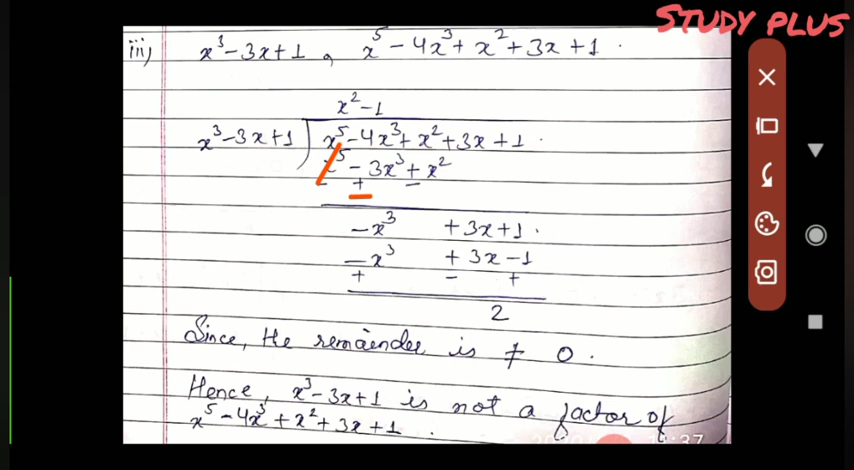 STUDY PLUS
iii) x³-3x+1 , x⁵-4x³+x²+3x+1.
x²-1
x³-3x+1 ) x⁵-4x³+x²+3x+1.
x⁵-3x³+x²
- + -
-x³ +3x+1.
-x³ +3x-1
+ - +
2
Since, the remainder is ≠ 0.
Hence, x³-3x+1 is not a factor of
x⁵-4x³+x²+3x+1.